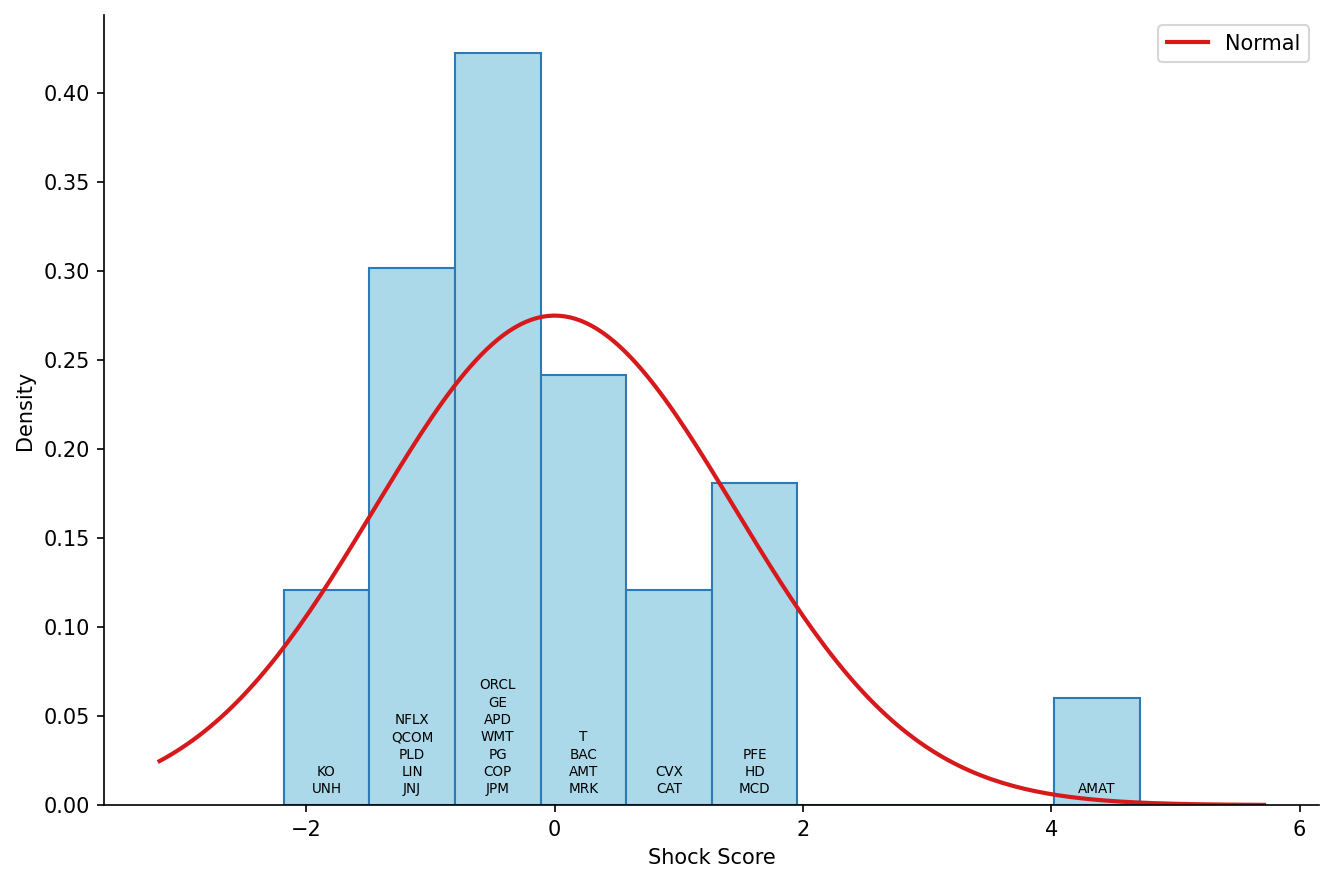 Normal
Density
0.40
0.35
0.30
0.25
0.20
0.15
0.10
0.05
0.00
KO
UNH
NFLX
QCOM
PLD
LIN
JNJ
ORCL
GE
APD
WMT
PG
COP
JPM
T
BAC
AMT
MRK
CVX
CAT
PFE
HD
MCD
AMAT
−2
0
2
4
6
Shock Score